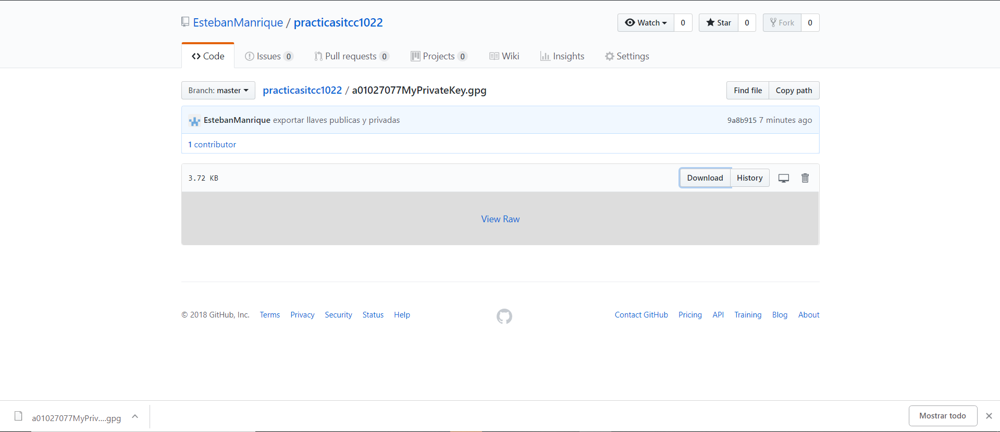 EstebanManrique / practicasitcc1022
Watch 0 Star 0 Fork 0
Code Issues 0 Pull requests 0 Projects 0 Wiki Insights Settings
Branch: master practicasitcc1022 / a01027077MyPrivateKey.gpg Find file Copy path
EstebanManrique exportar llaves publicas y privadas 9a8b915 7 minutes ago
1 contributor
3.72 KB Download History
View Raw
© 2018 GitHub, Inc. Terms Privacy Security Status Help Contact GitHub Pricing API Training Blog About
a01027077MyPriv....gpg Mostrar todo